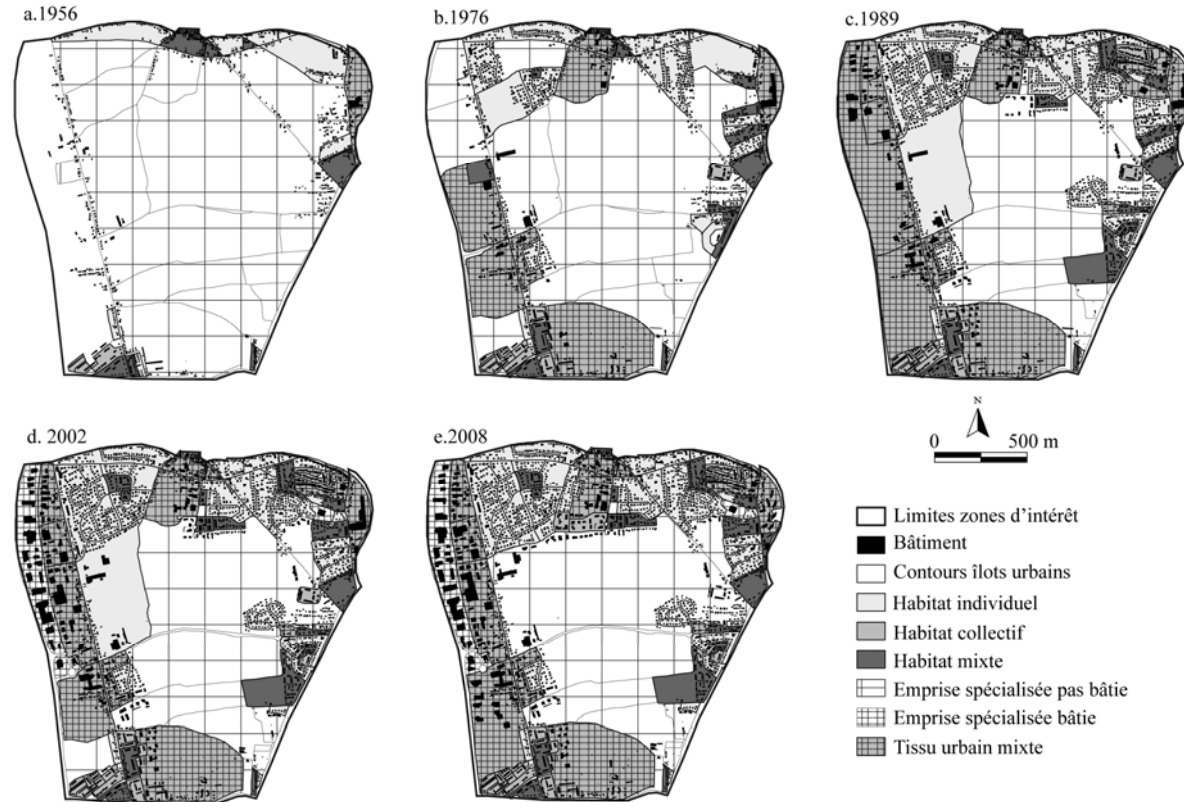 a.1956
b.1976
c.1989
d. 2002
e.2008
N
0 500 m
Limites zones d'intérêt
Bâtiment
Contours îlots urbains
Habitat individuel
Habitat collectif
Habitat mixte
Emprise spécialisée pas bâtie
Emprise spécialisée bâtie
Tissu urbain mixte